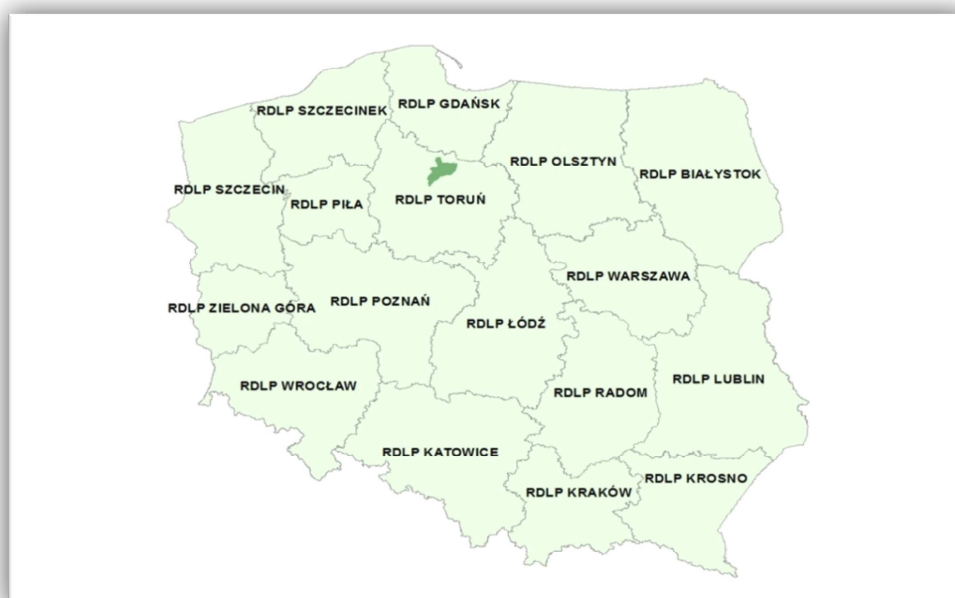 RDLP GDAŃSK
RDLP SZCZECINEK
RDLP OLSZTYN
RDLP BIAŁYSTOK
RDLP SZCZECIN
RDLP PIŁA
RDLP TORUŃ
RDLP WARSZAWA
RDLP ZIELONA GÓRA
RDLP POZNAŃ
RDLP ŁÓDŹ
RDLP WROCŁAW
RDLP RADOM
RDLP LUBLIN
RDLP KATOWICE
RDLP KRAKÓW
RDLP KROSNO